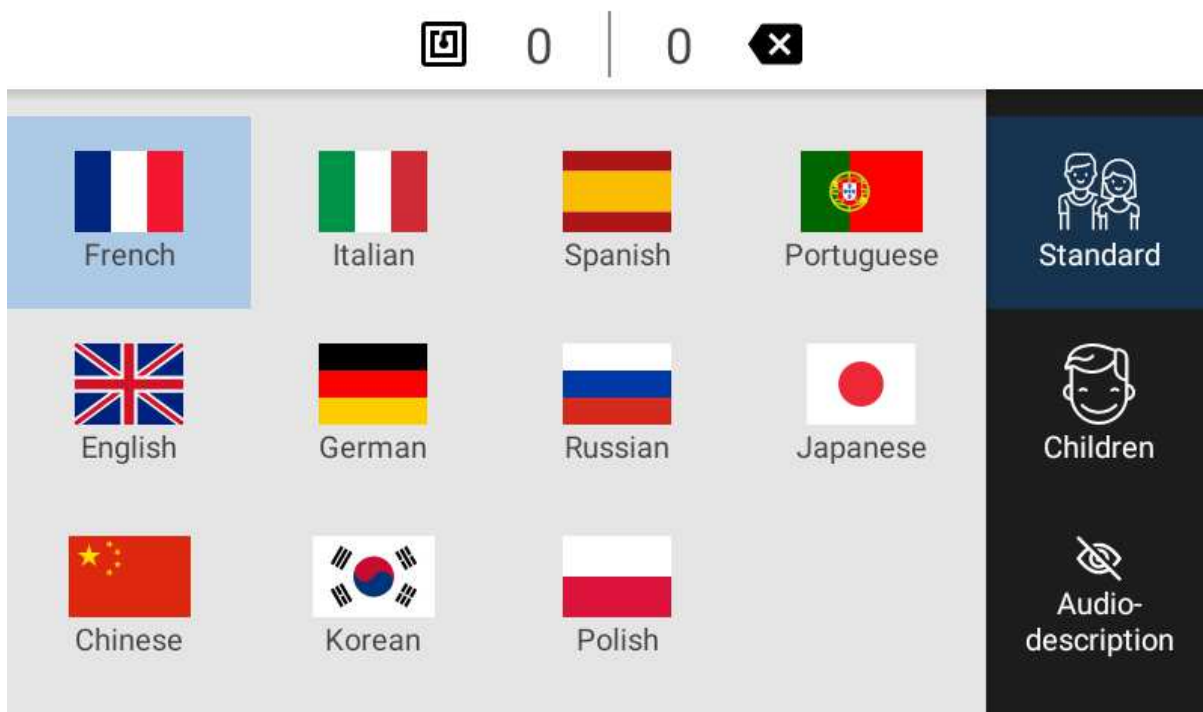 0 0
French Italian Spanish Portuguese Standard
English German Russian Japanese Children
Chinese Korean Polish Audio-
description